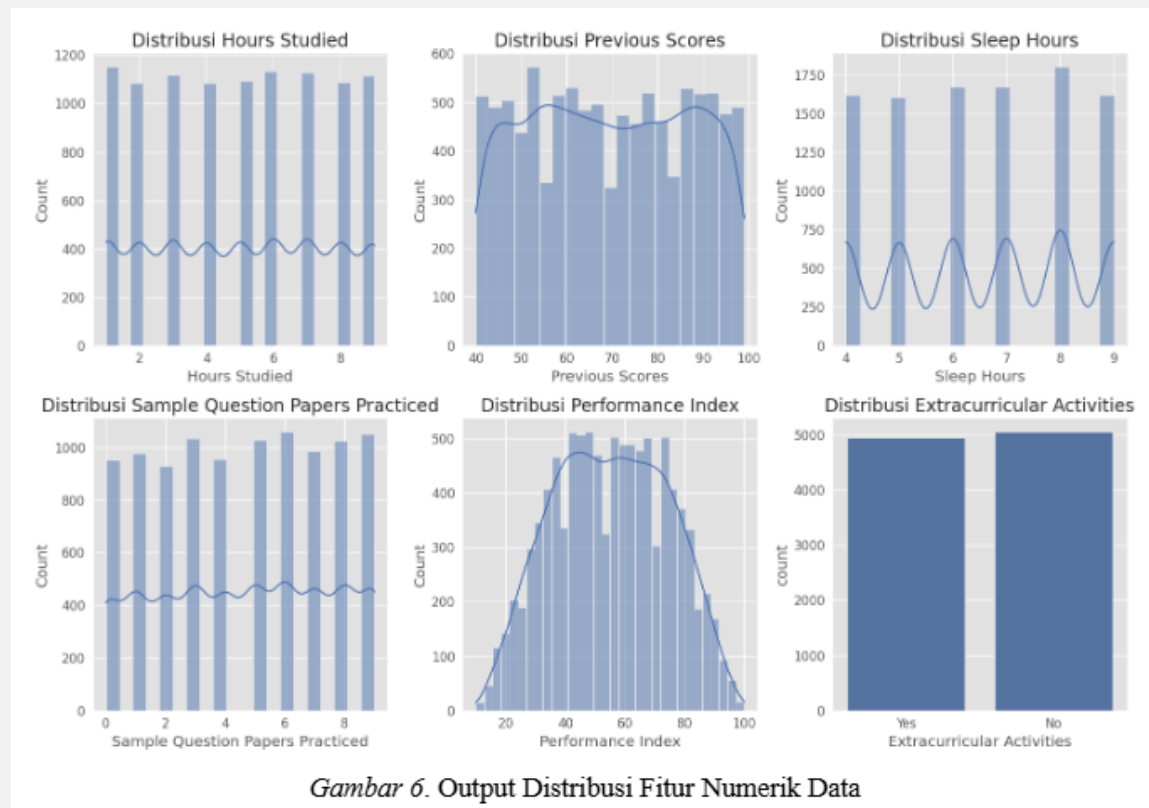 Distribusi Hours Studied
1200
1000
800
600
400
200
0
Count
2 4 6 8
Hours Studied
Distribusi Previous Scores
600
500
400
300
200
100
0
Count
40 50 60 70 80 90 100
Previous Scores
Distribusi Sleep Hours
1750
1500
1250
1000
750
500
250
0
Count
4 5 6 7 8 9
Sleep Hours
Distribusi Sample Question Papers Practiced
1000
800
600
400
200
0
Count
0 2 4 6 8
Sample Question Papers Practiced
Distribusi Performance Index
500
400
300
200
100
0
Count
20 40 60 80 100
Performance Index
Distribusi Extracurricular Activities
5000
4000
3000
2000
1000
0
count
Yes No
Extracurricular Activities
Gambar 6. Output Distribusi Fitur Numerik Data